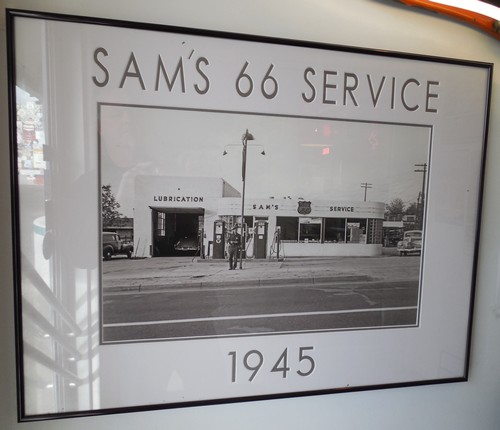 SAM'S 66 SERVICE
LUBRICATION
SAM'S
SERVICE
1945